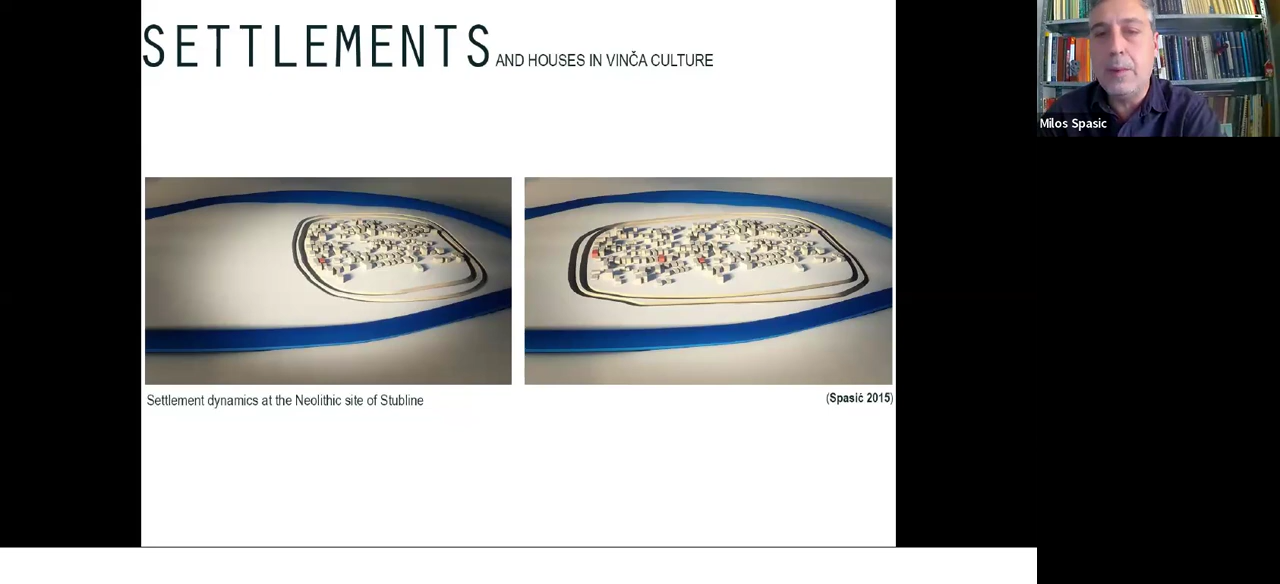 SETTLEMENTS AND HOUSES IN VINČA CULTURE
Milos Spasic
Settlement dynamics at the Neolithic site of Stubline
(Spasić 2015)